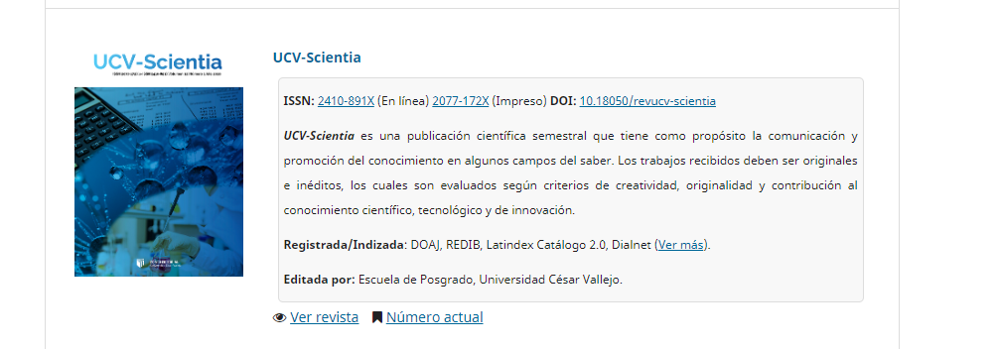 UCV-Scientia
UCV-Scientia
ISSN: 2410-891X (En línea) 2077-172X (Impreso) DOI: 10.18050/revucv-scientia
UCV-Scientia es una publicación científica semestral que tiene como propósito la comunicación y
promoción del conocimiento en algunos campos del saber. Los trabajos recibidos deben ser originales
e inéditos, los cuales son evaluados según criterios de creatividad, originalidad y contribución al
conocimiento científico, tecnológico y de innovación.
Registrada/Indizada: DOAJ, REDIB, Latindex Catálogo 2.0, Dialnet (Ver más).
Editada por: Escuela de Posgrado, Universidad César Vallejo.
Ver revista Número actual